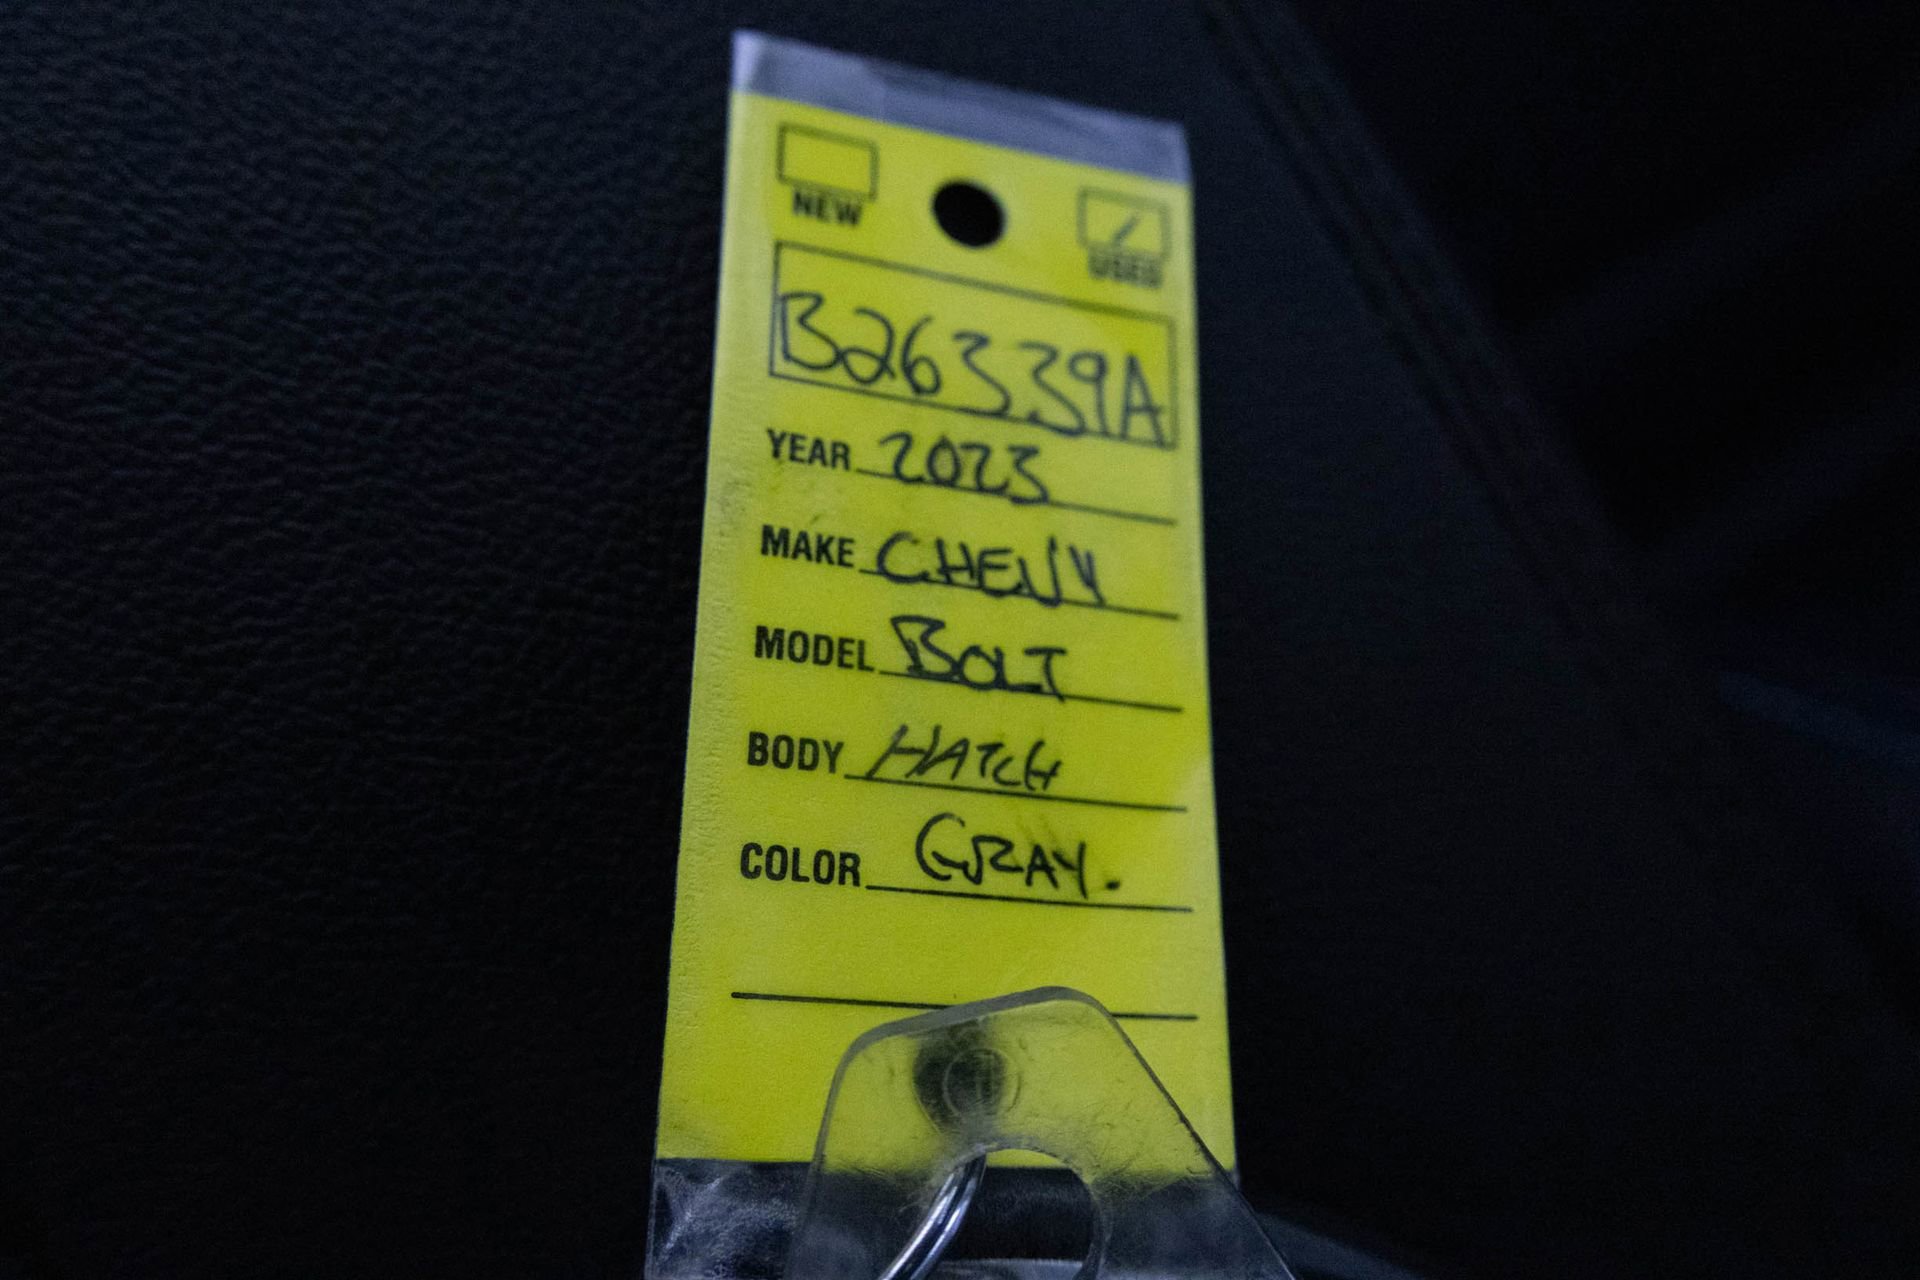 NEW USED
B26339A
YEAR 2023
MAKE CHEVY
MODEL BOLT
BODY HATCH
COLOR GRAY.